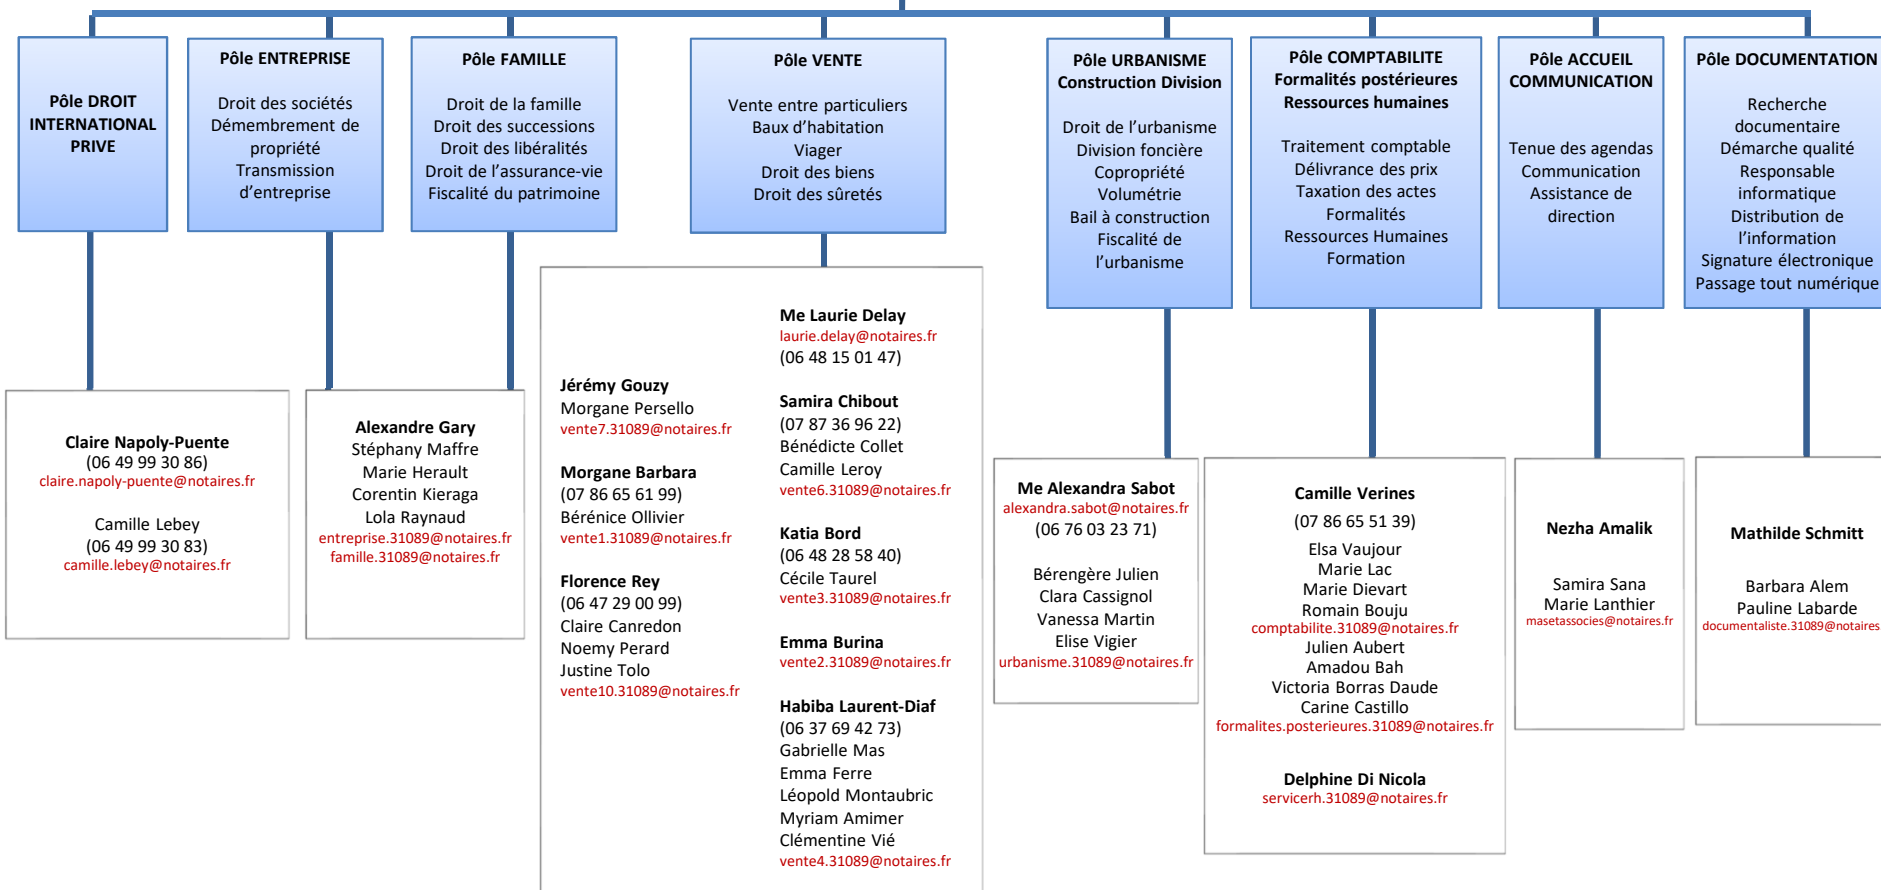 Pôle DROIT
INTERNATIONAL
PRIVE
Pôle ENTREPRISE
Droit des sociétés
Démembrement de
propriété
Transmission
d’entreprise
Pôle FAMILLE
Droit de la famille
Droit des successions
Droit des libéralités
Droit de l’assurance-vie
Fiscalité du patrimoine
Pôle VENTE
Vente entre particuliers
Baux d’habitation
Viager
Droit des biens
Droit des sûretés
Pôle URBANISME
Construction Division
Droit de l’urbanisme
Division foncière
Copropriété
Volumétrie
Bail à construction
Fiscalité de
l’urbanisme
Pôle COMPTABILITE
Formalités postérieures
Ressources humaines
Traitement comptable
Délivrance des prix
Taxation des actes
Formalités
Ressources Humaines
Formation
Pôle ACCUEIL
COMMUNICATION
Tenue des agendas
Communication
Assistance de
direction
Pôle DOCUMENTATION
Recherche
documentaire
Démarche qualité
Responsable
informatique
Distribution de
l’information
Signature électronique
Passage tout numérique
Claire Napoly-Puente
(06 49 99 30 86)
claire.napoly-puente@notaires.fr
Camille Lebey
(06 49 99 30 83)
camille.lebey@notaires.fr
Alexandre Gary
Stéphany Maffre
Marie Herault
Corentin Kieraga
Lola Raynaud
entreprise.31089@notaires.fr
famille.31089@notaires.fr
Jérémy Gouzy
Morgane Persello
vente7.31089@notaires.fr
Morgane Barbara
(07 86 65 61 99)
Bérénice Ollivier
vente1.31089@notaires.fr
Florence Rey
(06 47 29 00 99)
Claire Canredon
Noemy Perard
Justine Tolo
vente10.31089@notaires.fr
Me Laurie Delay
laurie.delay@notaires.fr
(06 48 15 01 47)
Samira Chibout
(07 87 36 96 22)
Bénédicte Collet
Camille Leroy
vente6.31089@notaires.fr
Katia Bord
(06 48 28 58 40)
Cécile Taurel
vente3.31089@notaires.fr
Emma Burina
vente2.31089@notaires.fr
Habiba Laurent-Diaf
(06 37 69 42 73)
Gabrielle Mas
Emma Ferre
Léopold Montaubric
Myriam Amimer
Clémentine Vié
vente4.31089@notaires.fr
Me Alexandra Sabot
alexandra.sabot@notaires.fr
(06 76 03 23 71)
Bérengère Julien
Clara Cassignol
Vanessa Martin
Elise Vigier
urbanisme.31089@notaires.fr
Camille Verines
(07 86 65 51 39)
Elsa Vaujour
Marie Lac
Marie Dievart
Romain Bouju
comptabilite.31089@notaires.fr
Julien Aubert
Amadou Bah
Victoria Borras Daude
Carine Castillo
formalites.posterieures.31089@notaires.fr
Delphine Di Nicola
servicerh.31089@notaires.fr
Nezha Amalik
Samira Sana
Marie Lanthier
masetassocies@notaires.fr
Mathilde Schmitt
Barbara Alem
Pauline Labarde
documentaliste.31089@notaires